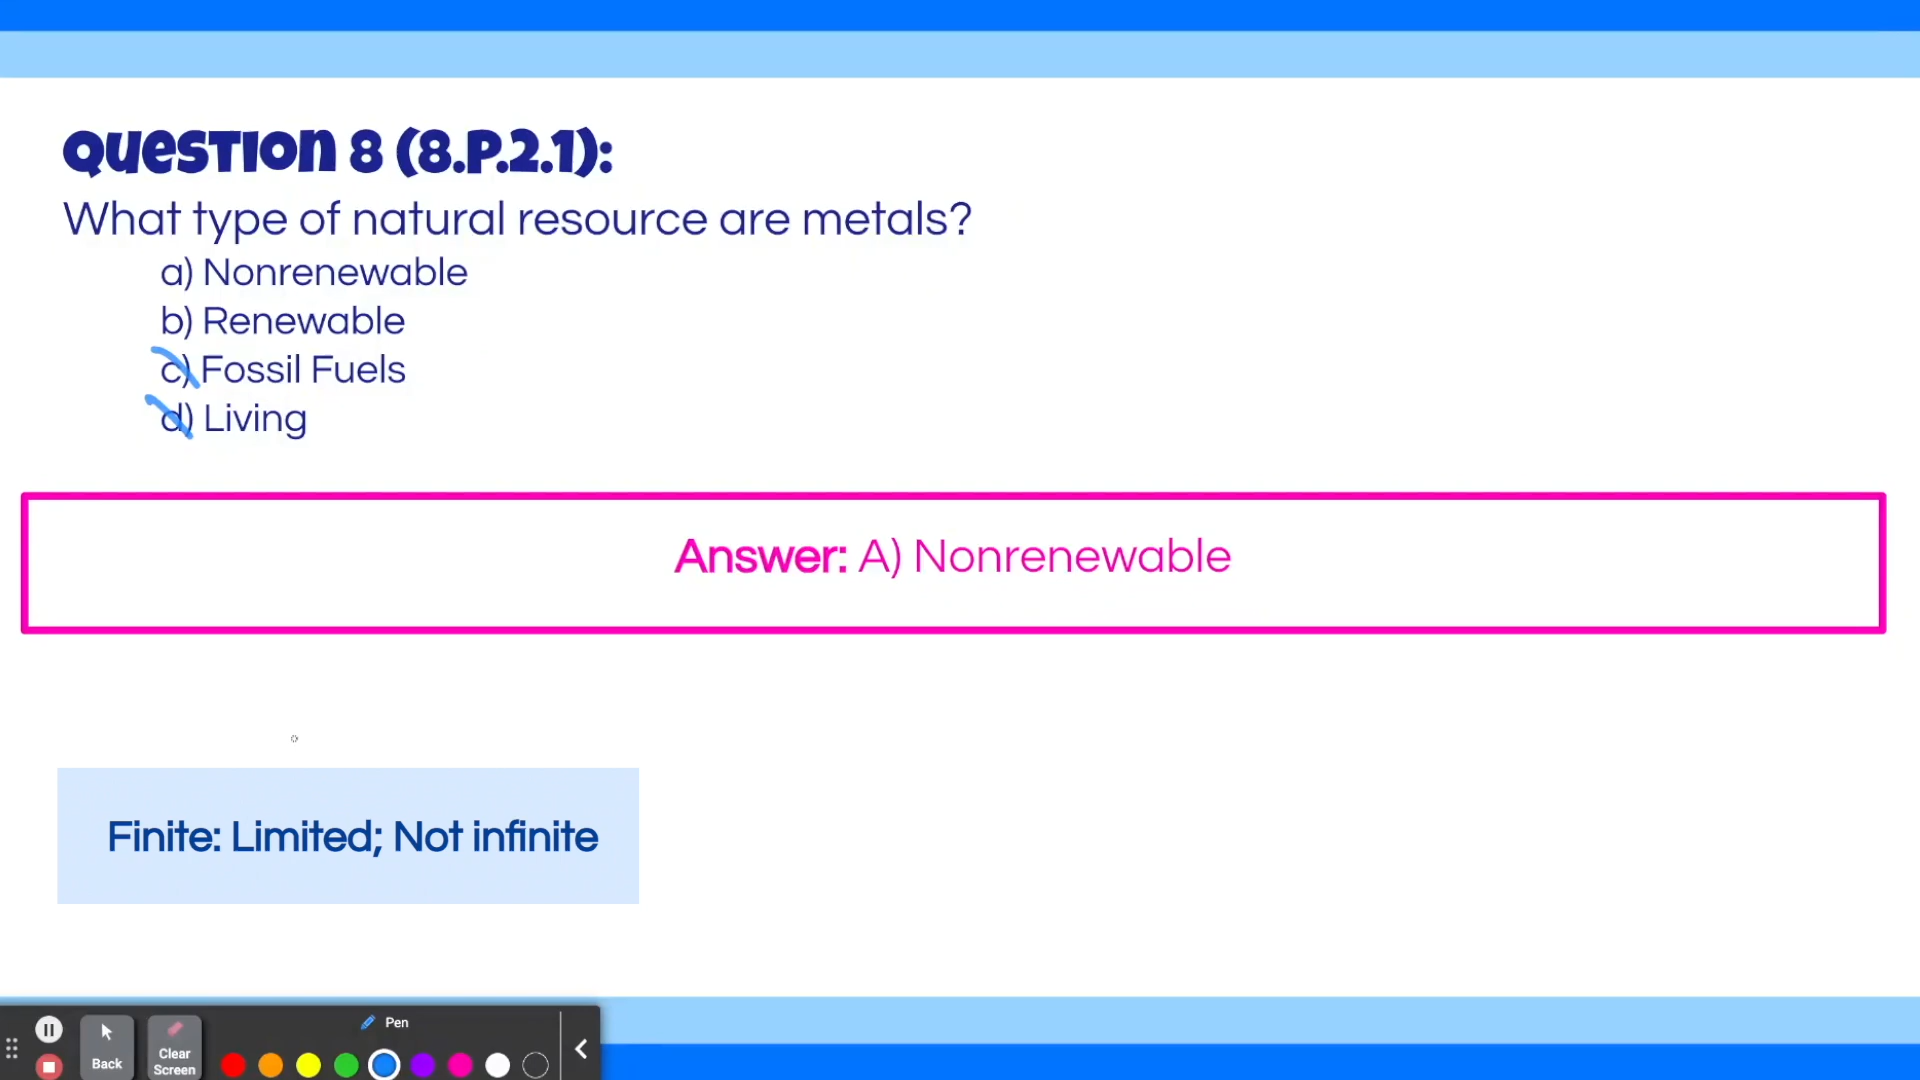 Question 8 (8.P.2.1):
What type of natural resource are metals?
a) Nonrenewable
b) Renewable
c) Fossil Fuels
d) Living
Answer: A) Nonrenewable
Finite: Limited; Not infinite
Pen
Back
Clear
Screen